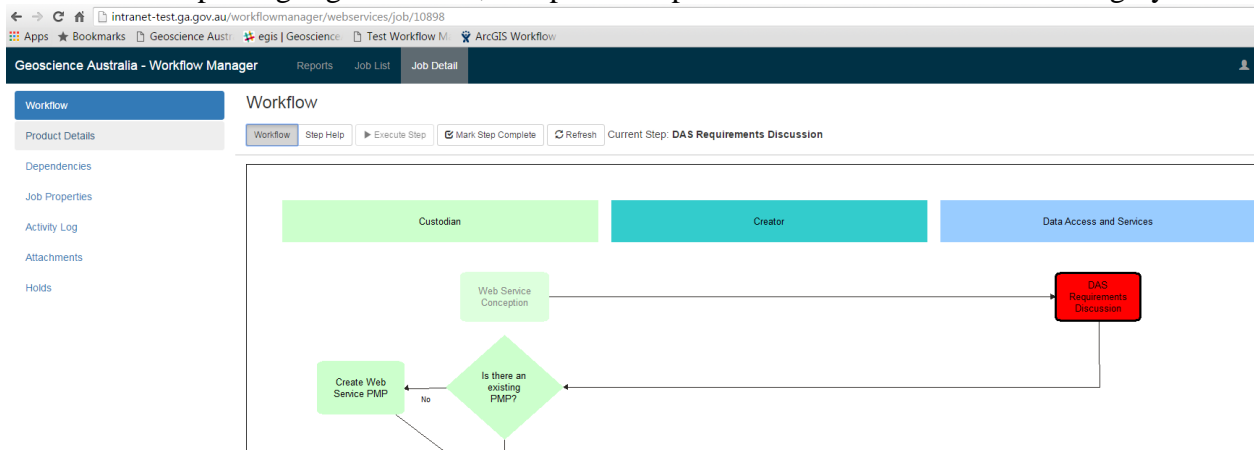 intranet-test.ga.gov.au/workflowmanager/webservices/job/10898
Apps Bookmarks Geoscience Austr egis | Geoscience Test Workflow M ArcGIS Workflow
Geoscience Australia - Workflow Manager Reports Job List Job Detail
Workflow
Product Details
Dependencies
Job Properties
Activity Log
Attachments
Holds
Workflow
Workflow Step Help Execute Step Mark Step Complete Refresh Current Step: DAS Requirements Discussion
Custodian Creator Data Access and Services
Web Service
Conception
DAS
Requirements
Discussion
Is there an
existing
PMP?
Create Web
Service PMP
No